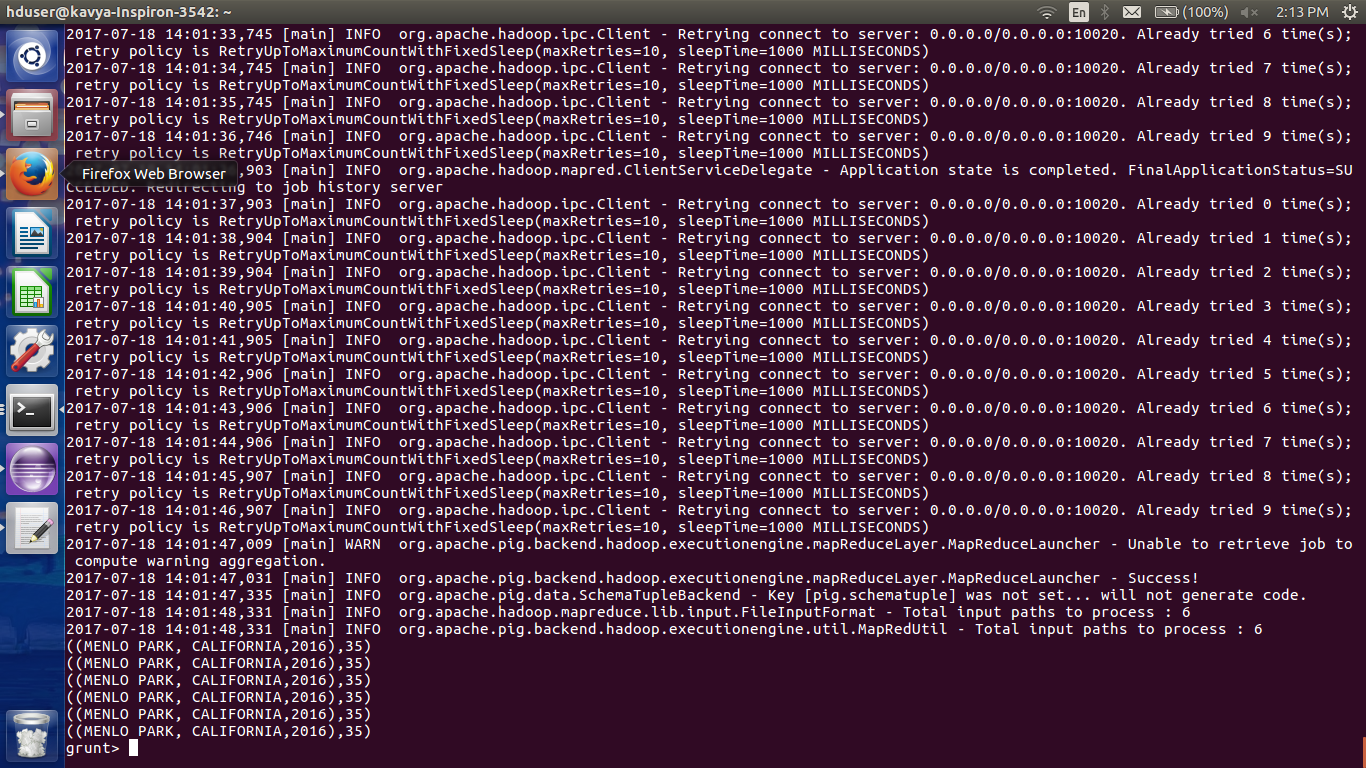 hduser@kavya-Inspiron-3542: ~
En
(100%)
2:13 PM
2017-07-18 14:01:33,745 [main] INFO  org.apache.hadoop.ipc.Client - Retrying connect to server: 0.0.0.0/0.0.0.0:10020. Already tried 6 time(s);
 retry policy is RetryUpToMaximumCountWithFixedSleep(maxRetries=10, sleepTime=1000 MILLISECONDS)
2017-07-18 14:01:34,745 [main] INFO  org.apache.hadoop.ipc.Client - Retrying connect to server: 0.0.0.0/0.0.0.0:10020. Already tried 7 time(s);
 retry policy is RetryUpToMaximumCountWithFixedSleep(maxRetries=10, sleepTime=1000 MILLISECONDS)
2017-07-18 14:01:35,745 [main] INFO  org.apache.hadoop.ipc.Client - Retrying connect to server: 0.0.0.0/0.0.0.0:10020. Already tried 8 time(s);
 retry policy is RetryUpToMaximumCountWithFixedSleep(maxRetries=10, sleepTime=1000 MILLISECONDS)
2017-07-18 14:01:36,746 [main] INFO  org.apache.hadoop.ipc.Client - Retrying connect to server: 0.0.0.0/0.0.0.0:10020. Already tried 9 time(s);
 retry policy is RetryUpToMaximumCountWithFixedSleep(maxRetries=10, sleepTime=1000 MILLISECONDS)
Firefox Web Browser
,903 [main] INFO  org.apache.hadoop.mapred.ClientServiceDelegate - Application state is completed. FinalApplicationStatus=SU
CCEEDED. Redirecting to job history server
2017-07-18 14:01:37,903 [main] INFO  org.apache.hadoop.ipc.Client - Retrying connect to server: 0.0.0.0/0.0.0.0:10020. Already tried 0 time(s);
 retry policy is RetryUpToMaximumCountWithFixedSleep(maxRetries=10, sleepTime=1000 MILLISECONDS)
2017-07-18 14:01:38,904 [main] INFO  org.apache.hadoop.ipc.Client - Retrying connect to server: 0.0.0.0/0.0.0.0:10020. Already tried 1 time(s);
 retry policy is RetryUpToMaximumCountWithFixedSleep(maxRetries=10, sleepTime=1000 MILLISECONDS)
2017-07-18 14:01:39,904 [main] INFO  org.apache.hadoop.ipc.Client - Retrying connect to server: 0.0.0.0/0.0.0.0:10020. Already tried 2 time(s);
 retry policy is RetryUpToMaximumCountWithFixedSleep(maxRetries=10, sleepTime=1000 MILLISECONDS)
2017-07-18 14:01:40,905 [main] INFO  org.apache.hadoop.ipc.Client - Retrying connect to server: 0.0.0.0/0.0.0.0:10020. Already tried 3 time(s);
 retry policy is RetryUpToMaximumCountWithFixedSleep(maxRetries=10, sleepTime=1000 MILLISECONDS)
2017-07-18 14:01:41,905 [main] INFO  org.apache.hadoop.ipc.Client - Retrying connect to server: 0.0.0.0/0.0.0.0:10020. Already tried 4 time(s);
 retry policy is RetryUpToMaximumCountWithFixedSleep(maxRetries=10, sleepTime=1000 MILLISECONDS)
2017-07-18 14:01:42,906 [main] INFO  org.apache.hadoop.ipc.Client - Retrying connect to server: 0.0.0.0/0.0.0.0:10020. Already tried 5 time(s);
 retry policy is RetryUpToMaximumCountWithFixedSleep(maxRetries=10, sleepTime=1000 MILLISECONDS)
2017-07-18 14:01:43,906 [main] INFO  org.apache.hadoop.ipc.Client - Retrying connect to server: 0.0.0.0/0.0.0.0:10020. Already tried 6 time(s);
 retry policy is RetryUpToMaximumCountWithFixedSleep(maxRetries=10, sleepTime=1000 MILLISECONDS)
2017-07-18 14:01:44,906 [main] INFO  org.apache.hadoop.ipc.Client - Retrying connect to server: 0.0.0.0/0.0.0.0:10020. Already tried 7 time(s);
 retry policy is RetryUpToMaximumCountWithFixedSleep(maxRetries=10, sleepTime=1000 MILLISECONDS)
2017-07-18 14:01:45,907 [main] INFO  org.apache.hadoop.ipc.Client - Retrying connect to server: 0.0.0.0/0.0.0.0:10020. Already tried 8 time(s);
 retry policy is RetryUpToMaximumCountWithFixedSleep(maxRetries=10, sleepTime=1000 MILLISECONDS)
2017-07-18 14:01:46,907 [main] INFO  org.apache.hadoop.ipc.Client - Retrying connect to server: 0.0.0.0/0.0.0.0:10020. Already tried 9 time(s);
 retry policy is RetryUpToMaximumCountWithFixedSleep(maxRetries=10, sleepTime=1000 MILLISECONDS)
2017-07-18 14:01:47,009 [main] WARN  org.apache.pig.backend.hadoop.executionengine.mapReduceLayer.MapReduceLauncher - Unable to retrieve job to
 compute warning aggregation.
2017-07-18 14:01:47,031 [main] INFO  org.apache.pig.backend.hadoop.executionengine.mapReduceLayer.MapReduceLauncher - Success!
2017-07-18 14:01:47,335 [main] INFO  org.apache.pig.data.SchemaTupleBackend - Key [pig.schematuple] was not set... will not generate code.
2017-07-18 14:01:48,331 [main] INFO  org.apache.hadoop.mapreduce.lib.input.FileInputFormat - Total input paths to process : 6
2017-07-18 14:01:48,331 [main] INFO  org.apache.pig.backend.hadoop.executionengine.util.MapRedUtil - Total input paths to process : 6
((MENLO PARK, CALIFORNIA,2016),35)
((MENLO PARK, CALIFORNIA,2016),35)
((MENLO PARK, CALIFORNIA,2016),35)
((MENLO PARK, CALIFORNIA,2016),35)
((MENLO PARK, CALIFORNIA,2016),35)
((MENLO PARK, CALIFORNIA,2016),35)
grunt>